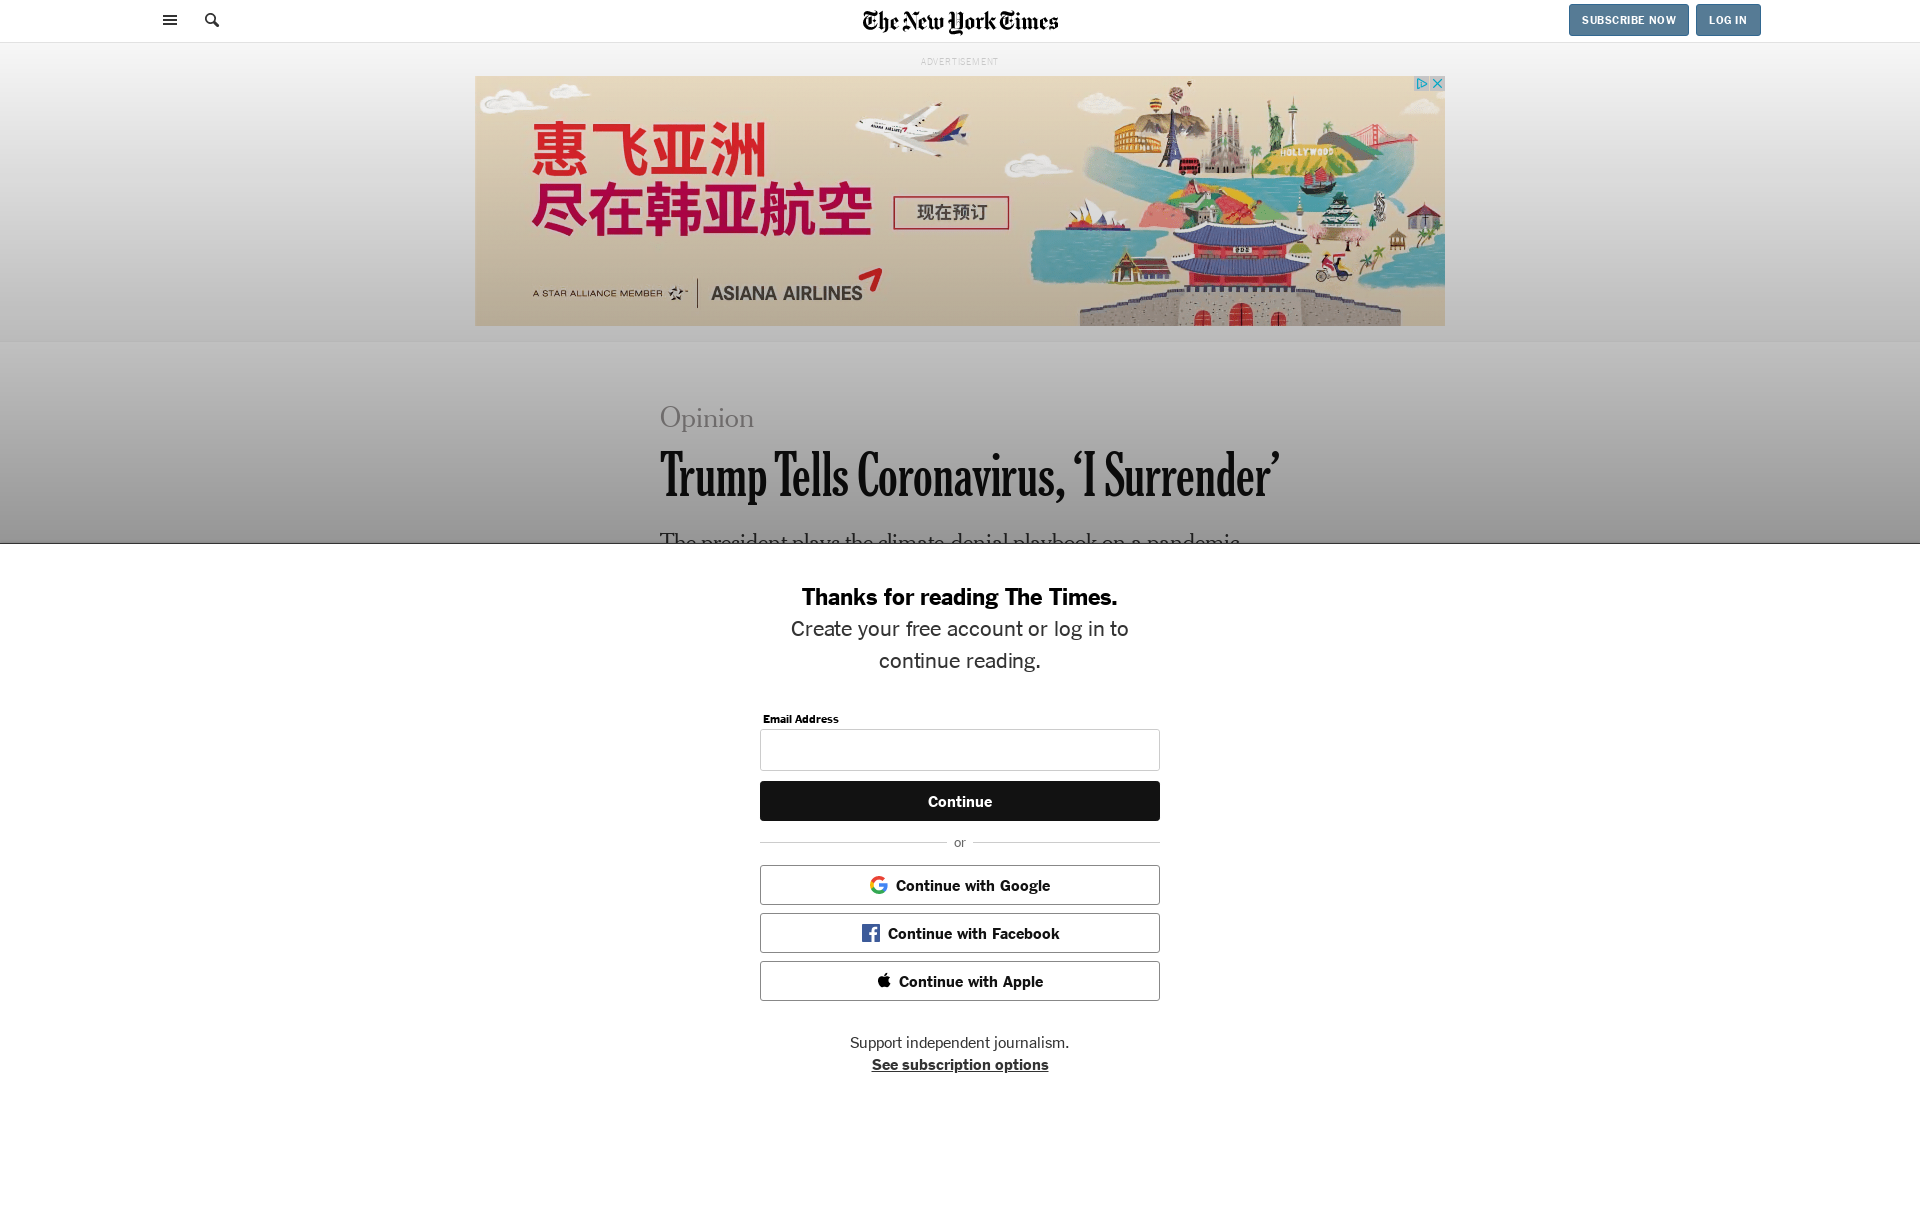 The New York Times
SUBSCRIBE NOW
LOG IN
ADVERTISEMENT
惠飞亚洲
尽在韩亚航空
现在预订
ASIANA AIRLINES
HOLLYWOOD
A STAR ALLIANCE MEMBER
ASIANA AIRLINES
Opinion
Trump Tells Coronavirus, ‘I Surrender’
The president plays the climate-denial playbook on a pandemic.
Thanks for reading The Times.
Create your free account or log in to
continue reading.
Email Address
Continue
or
Continue with Google
Continue with Facebook
Continue with Apple
Support independent journalism.
See subscription options